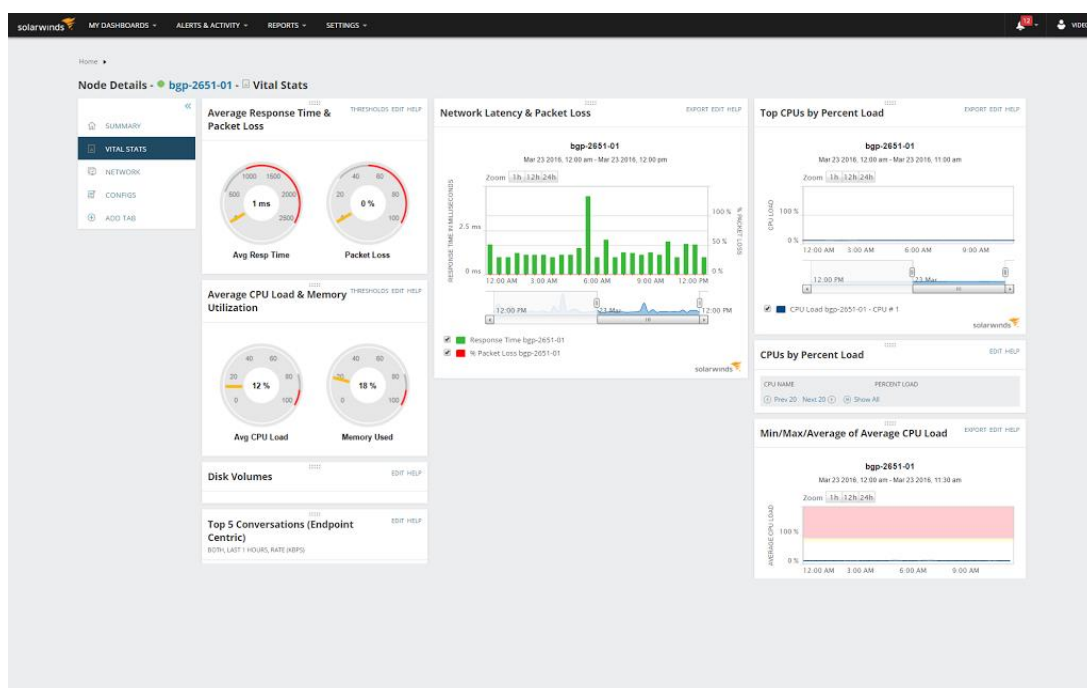 solarwinds MY DASHBOARDS ALERTS & ACTIVITY REPORTS SETTINGS 12
Home
Node Details - bgp-2651-01 - Vital Stats
SUMMARY
VITAL STATS
NETWORK
CONFIGS
ADD TAB
Average Response Time & Packet Loss
THRESHOLDS EDIT HELP
500 1000 1500 2000 2500
1 ms
Avg Resp Time
20 40 60 80 100
0 %
Packet Loss
Average CPU Load & Memory Utilization
THRESHOLDS EDIT HELP
0 20 40 60 80 100
12 %
Avg CPU Load
0 20 40 60 80 100
18 %
Memory Used
Disk Volumes
EDIT HELP
Top 5 Conversations (Endpoint Centric)
EDIT HELP
BOTH, LAST 1 HOURS, RATE (KBPS)
Network Latency & Packet Loss
EXPORT EDIT HELP
bgp-2651-01
Mar 23 2016, 12:00 am - Mar 23 2016, 12:00 pm
Zoom 1h 12h 24h
RESPONSE TIME IN MILLISECONDS
2.5 ms
0 ms
100 %
50 %
0 %
% PACKET LOSS
12:00 AM 3:00 AM 6:00 AM 9:00 AM 12:00 PM
12:00 PM 23 Mar 12:00 PM
Response Time bgp-2651-01
% Packet Loss bgp-2651-01
solarwinds
Top CPUs by Percent Load
EXPORT EDIT HELP
bgp-2651-01
Mar 23 2016, 12:00 am - Mar 23 2016, 11:00 am
Zoom 1h 12h 24h
CPU LOAD
100 %
0 %
12:00 AM 3:00 AM 6:00 AM 9:00 AM
12:00 PM 23 Mar
CPU Load bgp-2651-01 - CPU # 1
solarwinds
CPUs by Percent Load
EDIT HELP
CPU NAME PERCENT LOAD
Prev 20 Next 20 Show All
Min/Max/Average of Average CPU Load
EXPORT EDIT HELP
bgp-2651-01
Mar 23 2016, 12:00 am - Mar 23 2016, 11:30 am
Zoom 1h 12h 24h
AVERAGE CPU LOAD
100 %
0 %
12:00 AM 3:00 AM 6:00 AM 9:00 AM